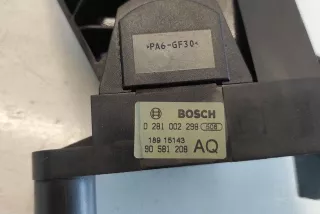 >PA6-GF30<
BOSCH
0 281 002 298
189 15143
90 581 208 AQ